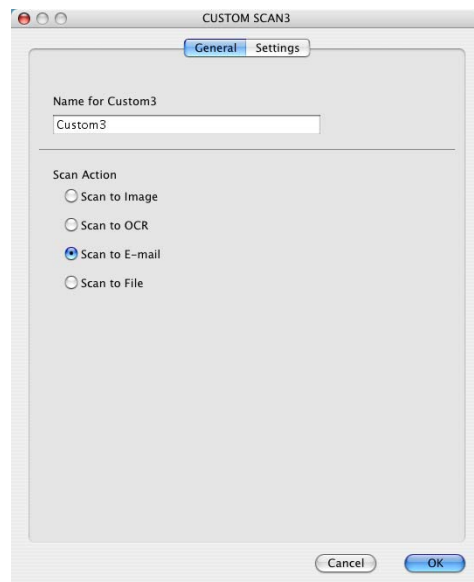 CUSTOM SCAN3
General Settings
Name for Custom3
Custom3
Scan Action
Scan to Image
Scan to OCR
Scan to E-mail
Scan to File
Cancel OK